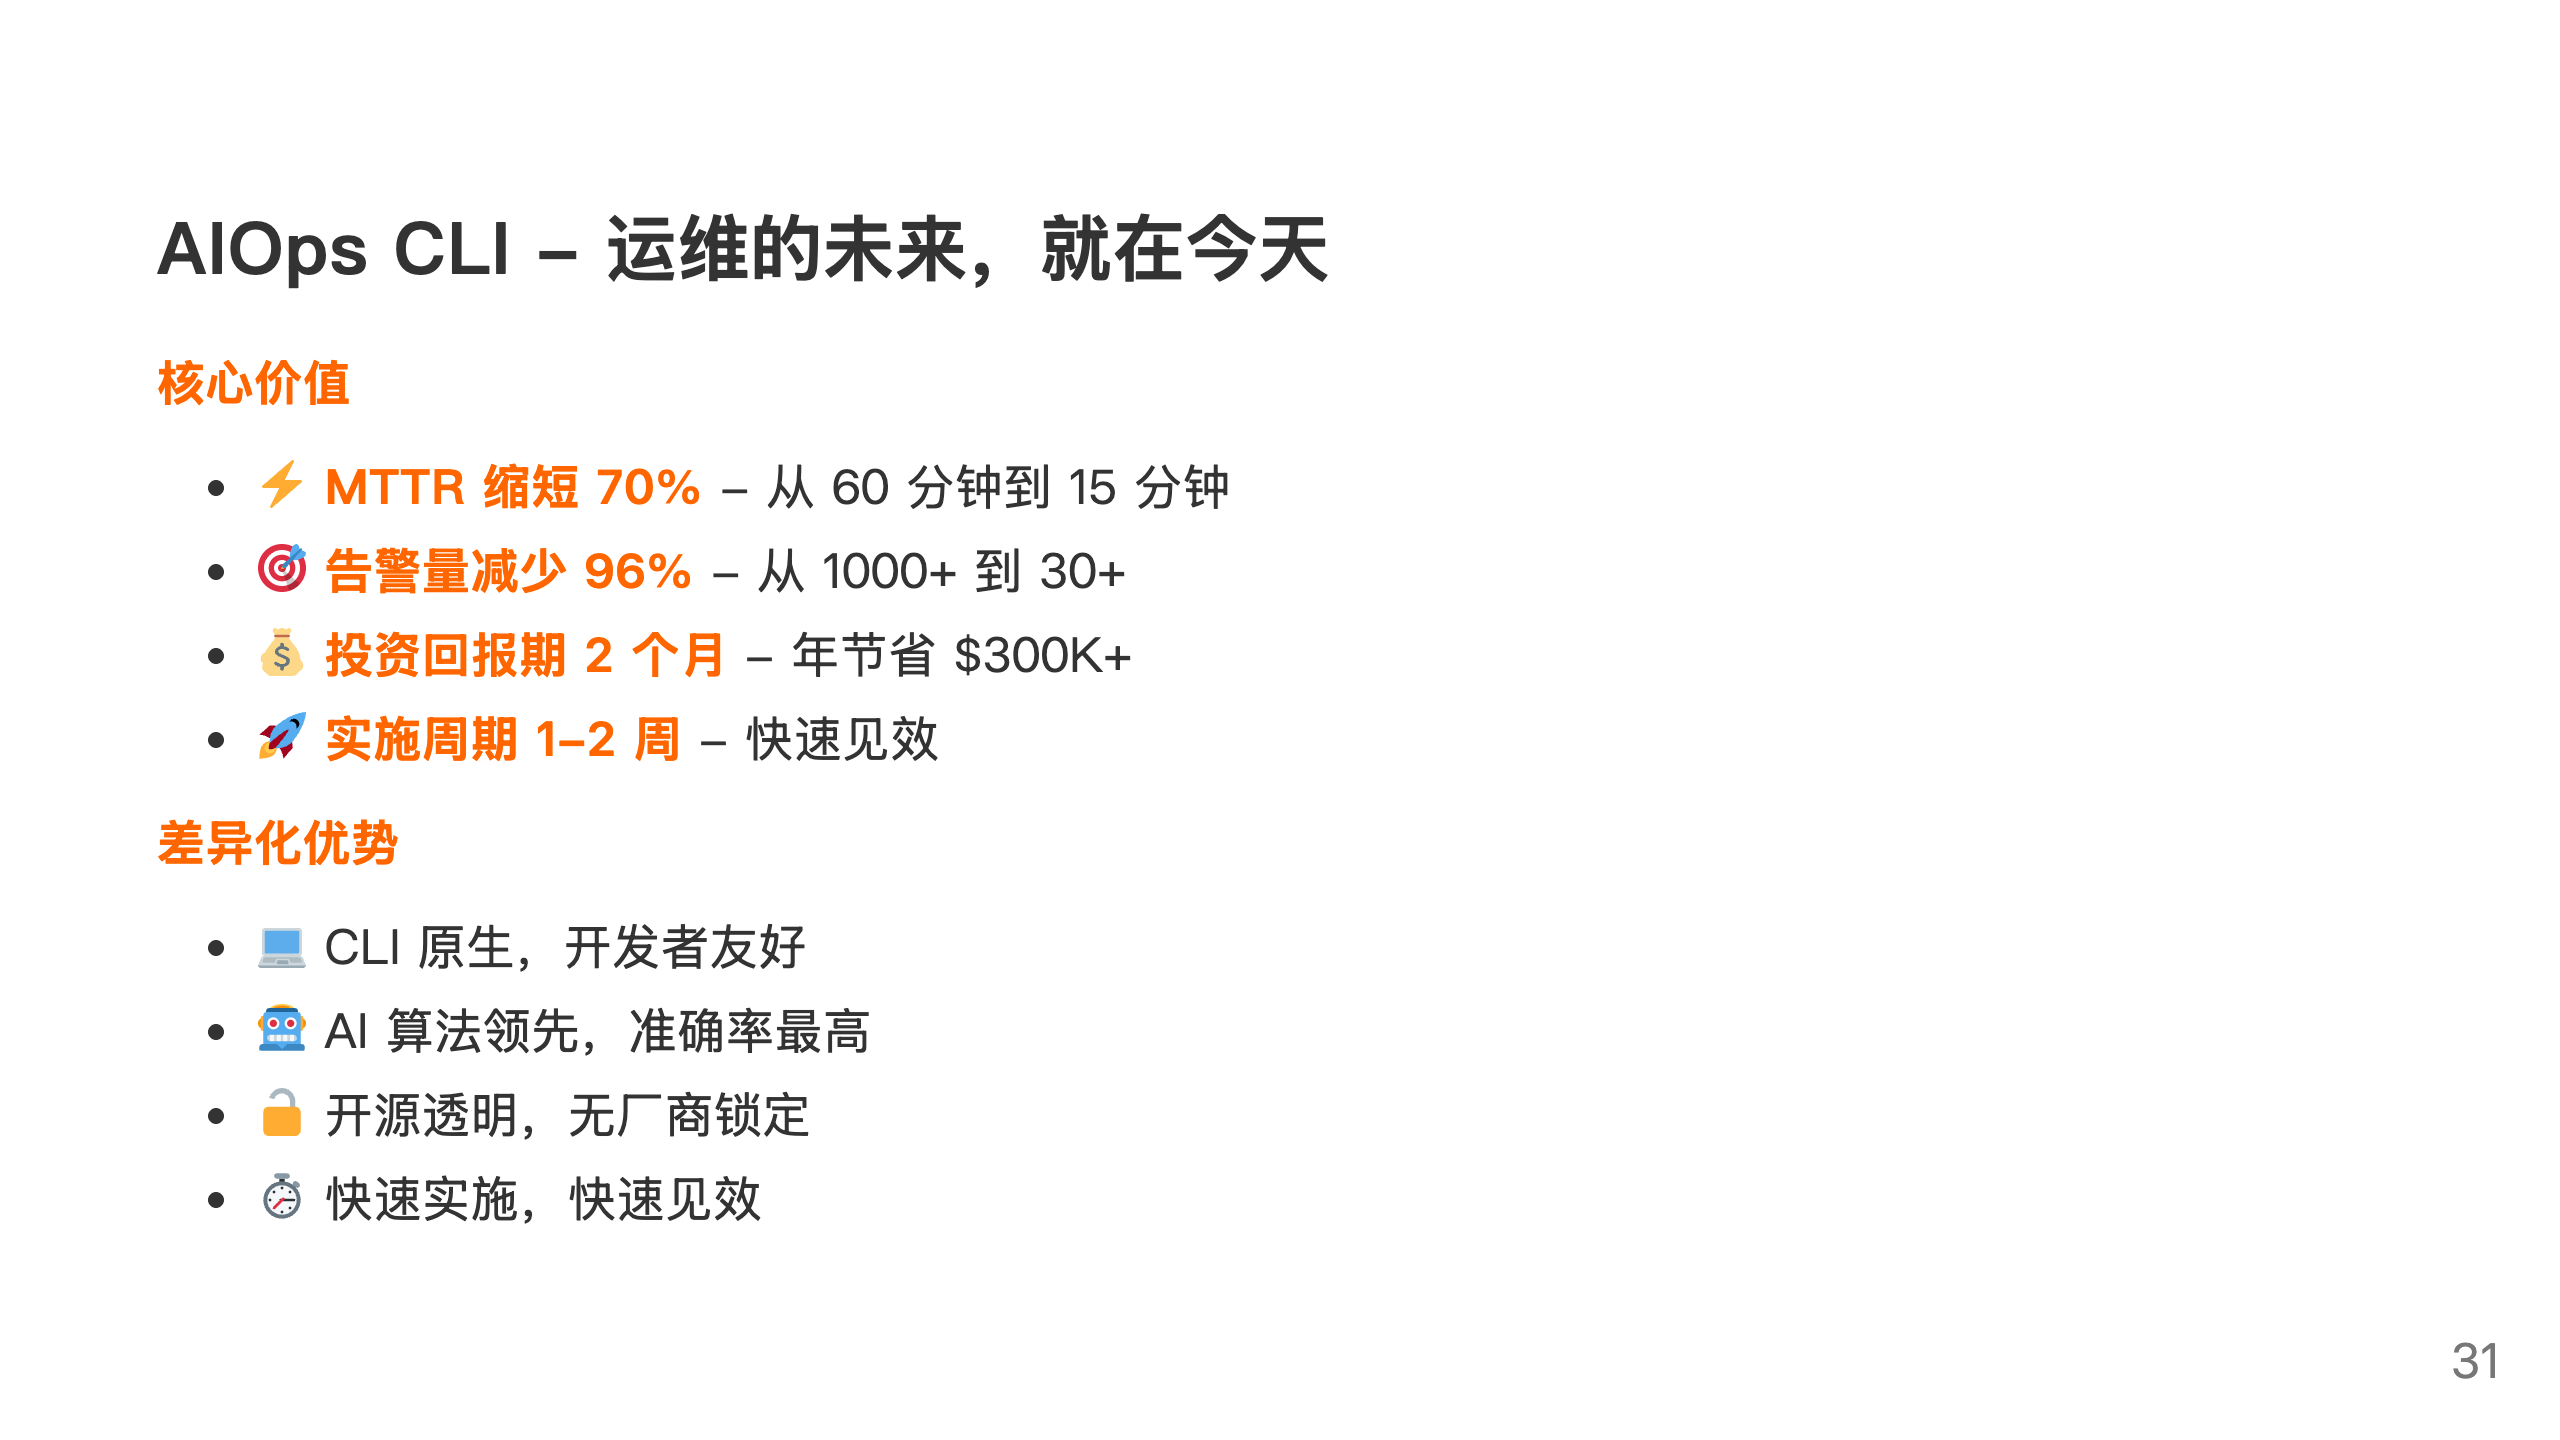 AIOps CLI – 运维的未来，就在今天
核心价值
• ⚡ MTTR 缩短 70% – 从 60 分钟到 15 分钟
• 🎯 告警量减少 96% – 从 1000+ 到 30+
• 💰 投资回报期 2 个月 – 年节省 $300K+
• 🚀 实施周期 1–2 周 – 快速见效
差异化优势
• 💻 CLI 原生，开发者友好
• 🤖 AI 算法领先，准确率最高
• 🔓 开源透明，无厂商锁定
• ⏱ 快速实施，快速见效
31